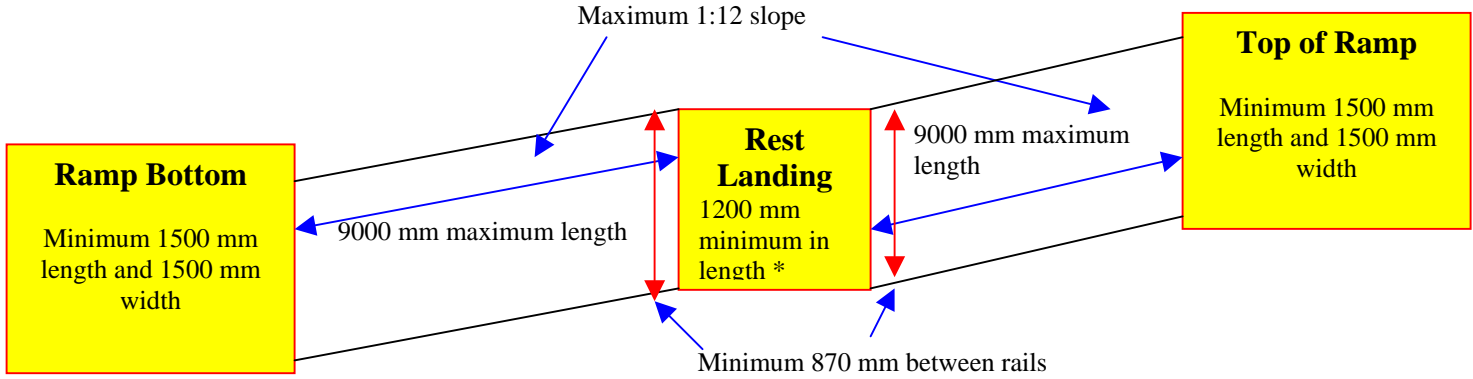 Maximum 1:12 slope
Top of Ramp
Minimum 1500 mm
length and 1500 mm
width
9000 mm maximum
length
Rest
Landing
1200 mm
minimum in
length *
Ramp Bottom
Minimum 1500 mm
length and 1500 mm
width
9000 mm maximum length
Minimum 870 mm between rails